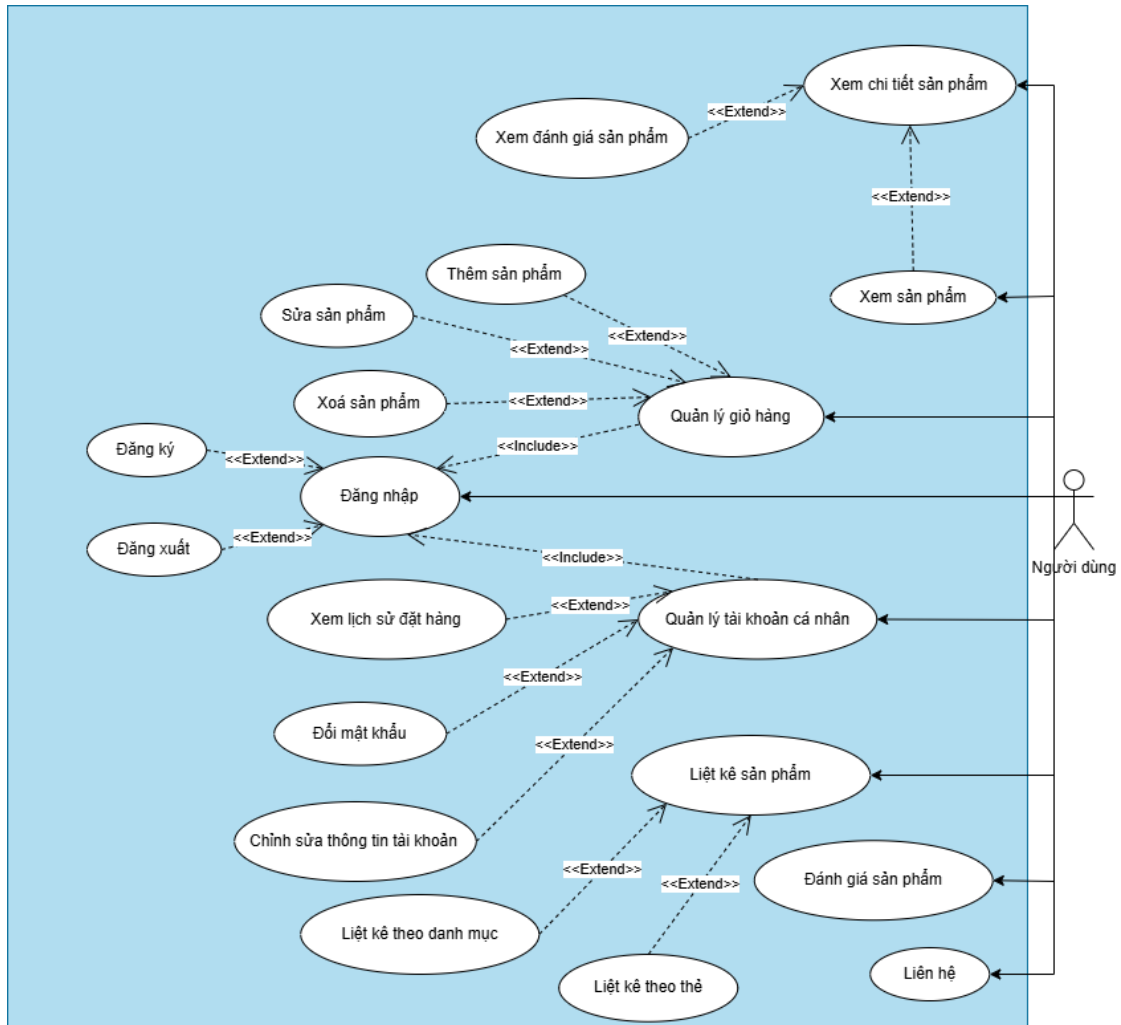 Xem chi tiết sản phẩm
<<Extend>>
Xem đánh giá sản phẩm
<<Extend>>
Thêm sản phẩm
Xem sản phẩm
Sửa sản phẩm
<<Extend>>
<<Extend>>
Xoá sản phẩm
<<Extend>>
Quản lý giỏ hàng
Đăng ký
<<Extend>>
<<Include>>
Đăng nhập
Đăng xuất
<<Extend>>
<<Include>>
Người dùng
Xem lịch sử đặt hàng
<<Extend>>
Quản lý tài khoản cá nhân
<<Extend>>
Đổi mật khẩu
<<Extend>>
Liệt kê sản phẩm
Chỉnh sửa thông tin tài khoản
<<Extend>>
<<Extend>>
Đánh giá sản phẩm
Liệt kê theo danh mục
Liên hệ
Liệt kê theo thẻ